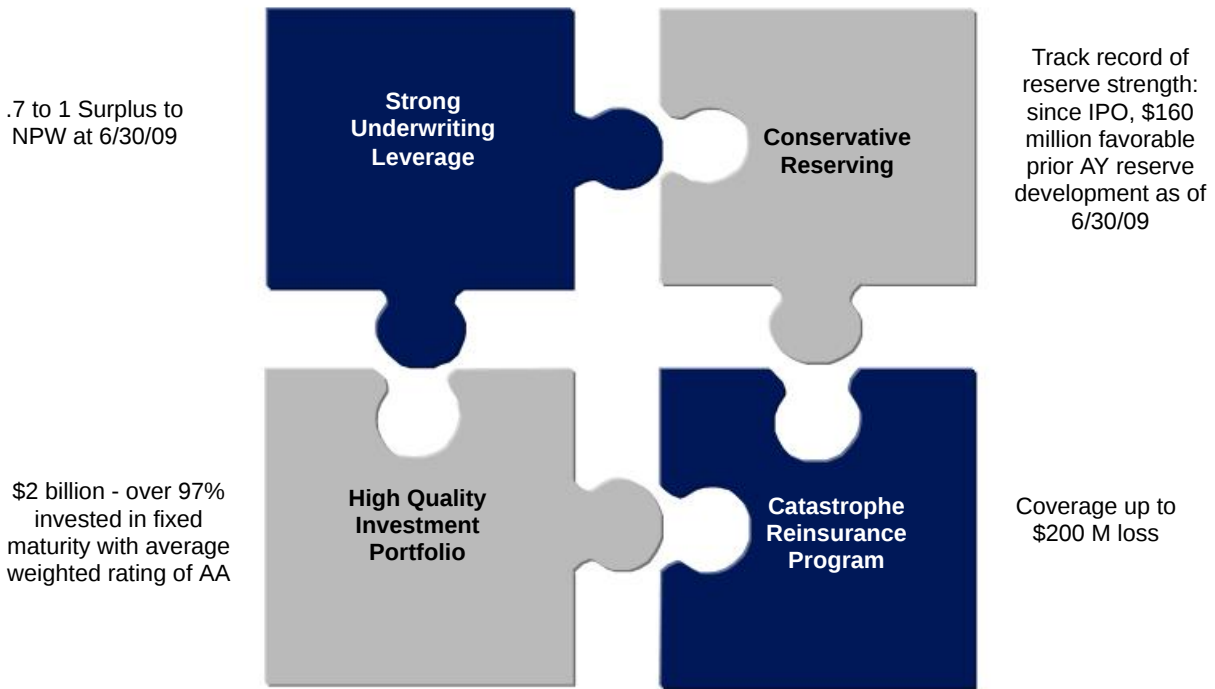 .7 to 1 Surplus to
NPW at 6/30/09
Strong
Underwriting
Leverage
Conservative
Reserving
Track record of
reserve strength:
since IPO, $160
million favorable
prior AY reserve
development as of
6/30/09
$2 billion - over 97%
invested in fixed
maturity with average
weighted rating of AA
High Quality
Investment
Portfolio
Catastrophe
Reinsurance
Program
Coverage up to
$200 M loss